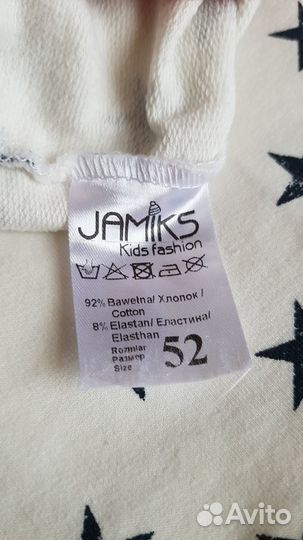 JAMIKS
Kids fashion
92% Bawełna/ Хлопок /
Cotton
8% Elastan/ Еластина/
Elasthan
Rozmiar
Размер
Size
52
Avito